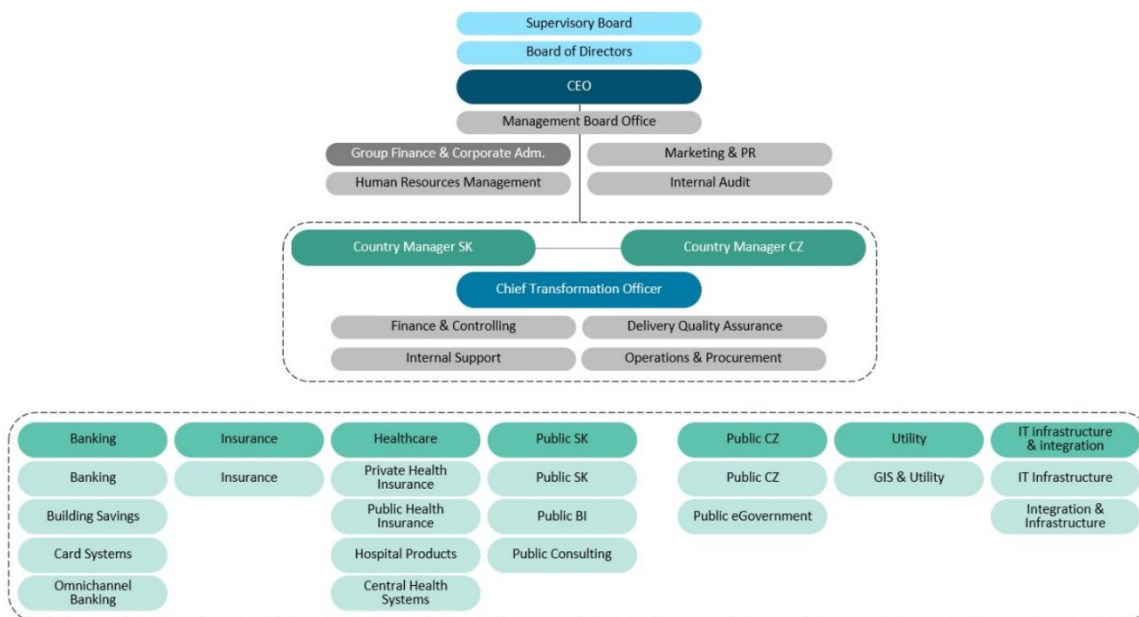 Supervisory Board
Board of Directors
CEO
Management Board Office
Group Finance & Corporate Adm.
Marketing & PR
Human Resources Management
Internal Audit
Country Manager SK
Country Manager CZ
Chief Transformation Officer
Finance & Controlling
Delivery Quality Assurance
Internal Support
Operations & Procurement
Banking
Insurance
Healthcare
Public SK
Public CZ
Utility
IT infrastructure
& integration
Banking
Insurance
Private Health
Insurance
Public SK
Public CZ
GIS & Utility
IT Infrastructure
Building Savings
Public Health
Insurance
Public BI
Public eGovernment
Integration &
Infrastructure
Card Systems
Hospital Products
Public Consulting
Omnichannel
Banking
Central Health
Systems